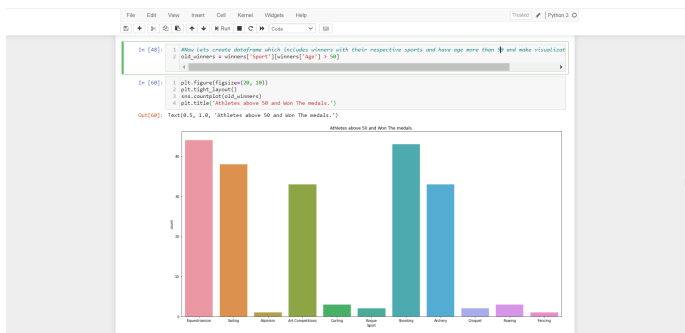 File Edit View Insert Cell Kernel Widgets Help Trusted Python 3
Run Code
In [48]: 1 #Now Lets create dataframe which includes winners with their respective sports and have age more than 50 and make visualizat
2 old_winners = winners['Sport'][winners['Age'] > 50]
In [60]: 1 plt.figure(figsize=(20, 10))
2 plt.tight_layout()
3 sns.countplot(old_winners)
4 plt.title('Athletes above 50 and Won The medals.')
Out[60]: Text(0.5, 1.0, 'Athletes above 50 and Won The medals.')
Athletes above 50 and Won The medals.
40
30
count
20
10
0
Equestrianism Sailing Alpinism Art Competitions Curling Roque Shooting Archery Croquet Rowing Fencing
Sport